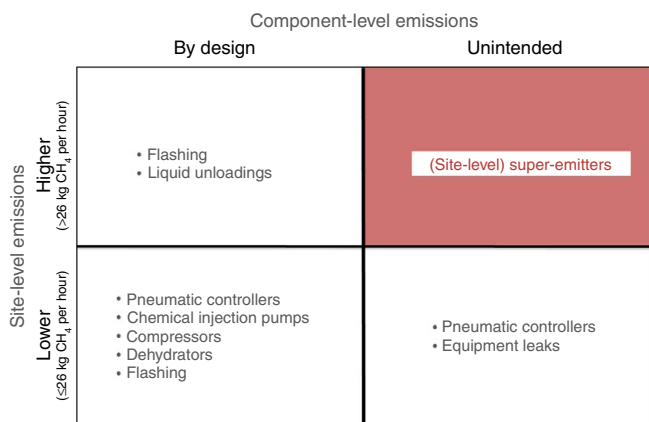 Component-level emissions
By design
Unintended
Site-level emissions
Higher
(>26 kg CH₄ per hour)
• Flashing
• Liquid unloadings
(Site-level) super-emitters
Lower
(≤26 kg CH₄ per hour)
• Pneumatic controllers
• Chemical injection pumps
• Compressors
• Dehydrators
• Flashing
• Pneumatic controllers
• Equipment leaks